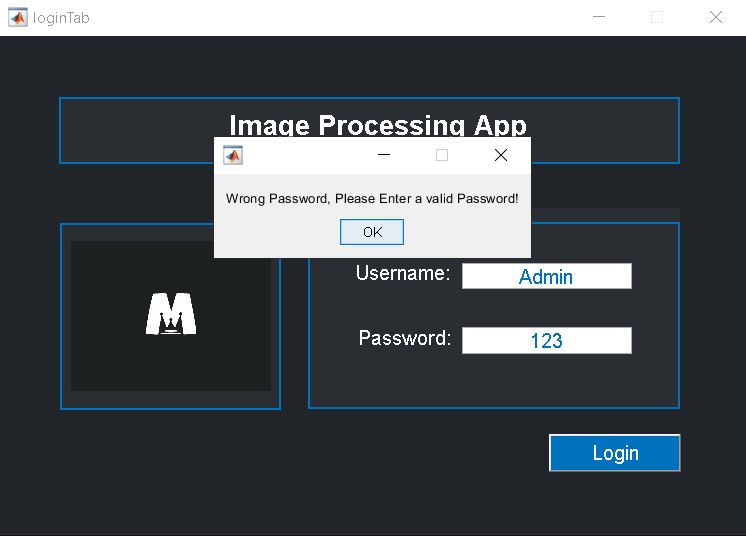 loginTab
Image Processing App
Wrong Password, Please Enter a valid Password!
OK
M
Username: Admin
Password: 123
Login